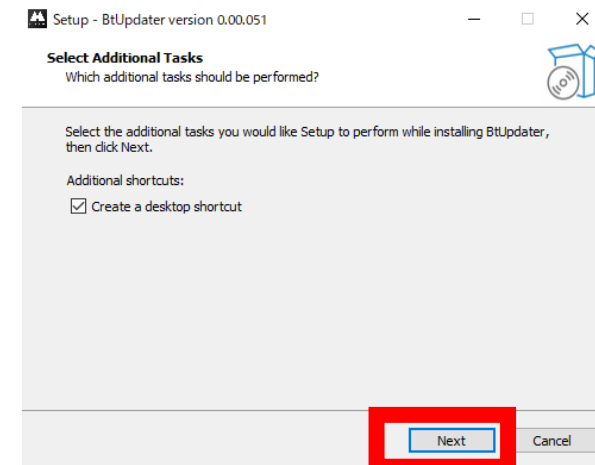 Setup - BtUpdater version 0.00.051
Select Additional Tasks
Which additional tasks should be performed?
Select the additional tasks you would like Setup to perform while installing BtUpdater,
then click Next.
Additional shortcuts:
Create a desktop shortcut
Next
Cancel